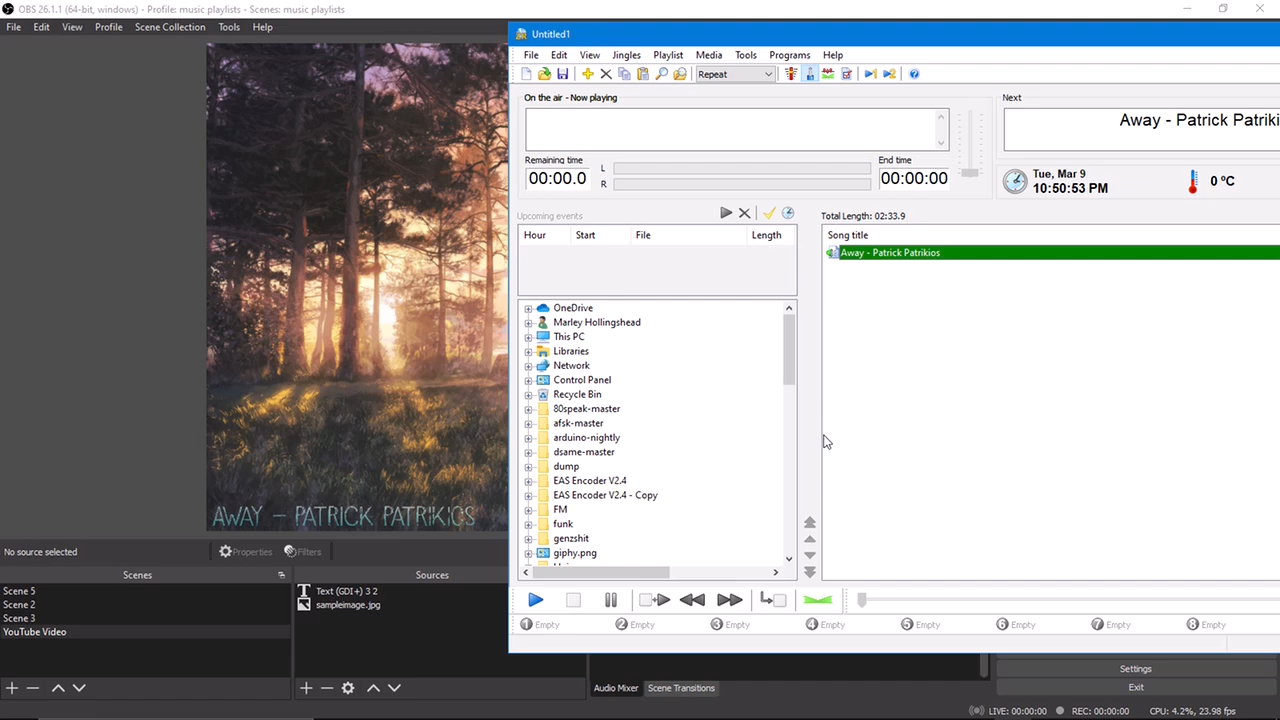 OBS 26.1.1 (64-bit, windows) - Profile: music playlists - Scenes: music playlists
File Edit View Profile Scene Collection Tools Help
Untitled1
File Edit View Jingles Playlist Media Tools Programs Help
Repeat
On the air - Now playing
Next
Away - Patrick Patriki
Remaining time
End time
L
R
00:00.0
00:00:00
Tue, Mar 9
10:50:53 PM
0 ºC
Upcoming events
Total Length: 02:33.9
Hour Start File Length
Song title
Away - Patrick Patrikios
OneDrive
Marley Hollingshead
This PC
Libraries
Network
Control Panel
Recycle Bin
80speak-master
afsk-master
arduino-nightly
dsame-master
dump
EAS Encoder V2.4
EAS Encoder V2.4 - Copy
FM
funk
genzshit
giphy.png
AWAY - PATRICK PATRIKIOS
No source selected
Properties
Filters
Scenes
Sources
Scene 5
Scene 2
Scene 3
YouTube Video
Text (GDI+) 3 2
sampleimage.jpg
1 Empty 2 Empty 3 Empty 4 Empty 5 Empty 6 Empty 7 Empty 8 Empty
Audio Mixer
Scene Transitions
Settings
Exit
LIVE: 00:00:00 REC: 00:00:00 CPU: 4.2%, 23.98 fps